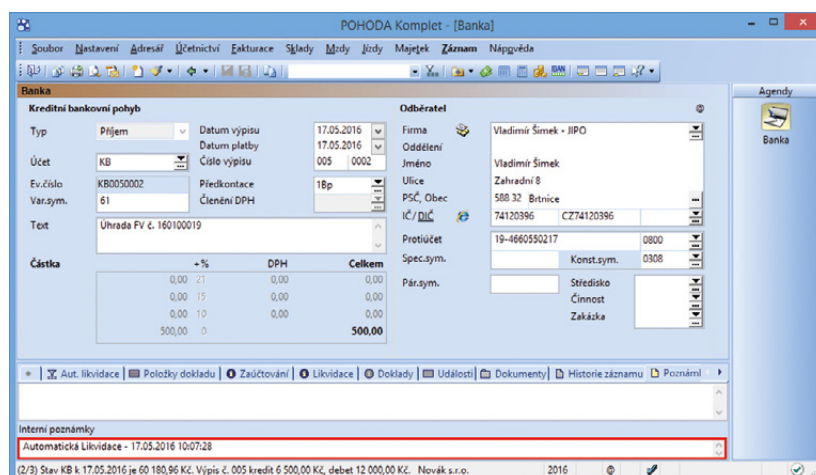 POHODA Komplet - [Banka]
Soubor Nastavení Adresář Účetnictví Fakturace Sklady Mzdy Jízdy Majetek Záznam Nápověda
Banka
Agendy
Banka
Kreditní bankovní pohyb
Typ Příjem
Datum výpisu 17.05.2016
Datum platby 17.05.2016
Účet KB
Číslo výpisu 005 0002
Ev.číslo KB0050002
Předkontace 1Bp
Var.sym. 61
Členění DPH
Text Úhrada FV č. 160100019
Částka +% DPH Celkem
0,00 21 0,00 0,00
0,00 15 0,00 0,00
0,00 10 0,00 0,00
500,00 0 500,00
Odběratel
Firma Vladimír Šimek - JIPO
Oddělení
Jméno Vladimír Šimek
Ulice Zahradní 8
PSČ, Obec 588 32 Brtnice
IČ/DIČ 74120396 CZ74120396
Protiúčet 19-4660550217 0800
Spec.sym. Konst.sym. 0308
Pár.sym. Středisko
Činnost
Zakázka
Aut. likvidace Položky dokladu Zaúčtování Likvidace Doklady Události Dokumenty Historie záznamu Poznáml
Interní poznámky
Automatická Likvidace - 17.05.2016 10:07:28
(2/3) Stav KB k 17.05.2016 je 60 180,96 Kč. Výpis č. 005 kredit 6 500,00 Kč, debet 12 000,00 Kč. Novák s.r.o. 2016 @